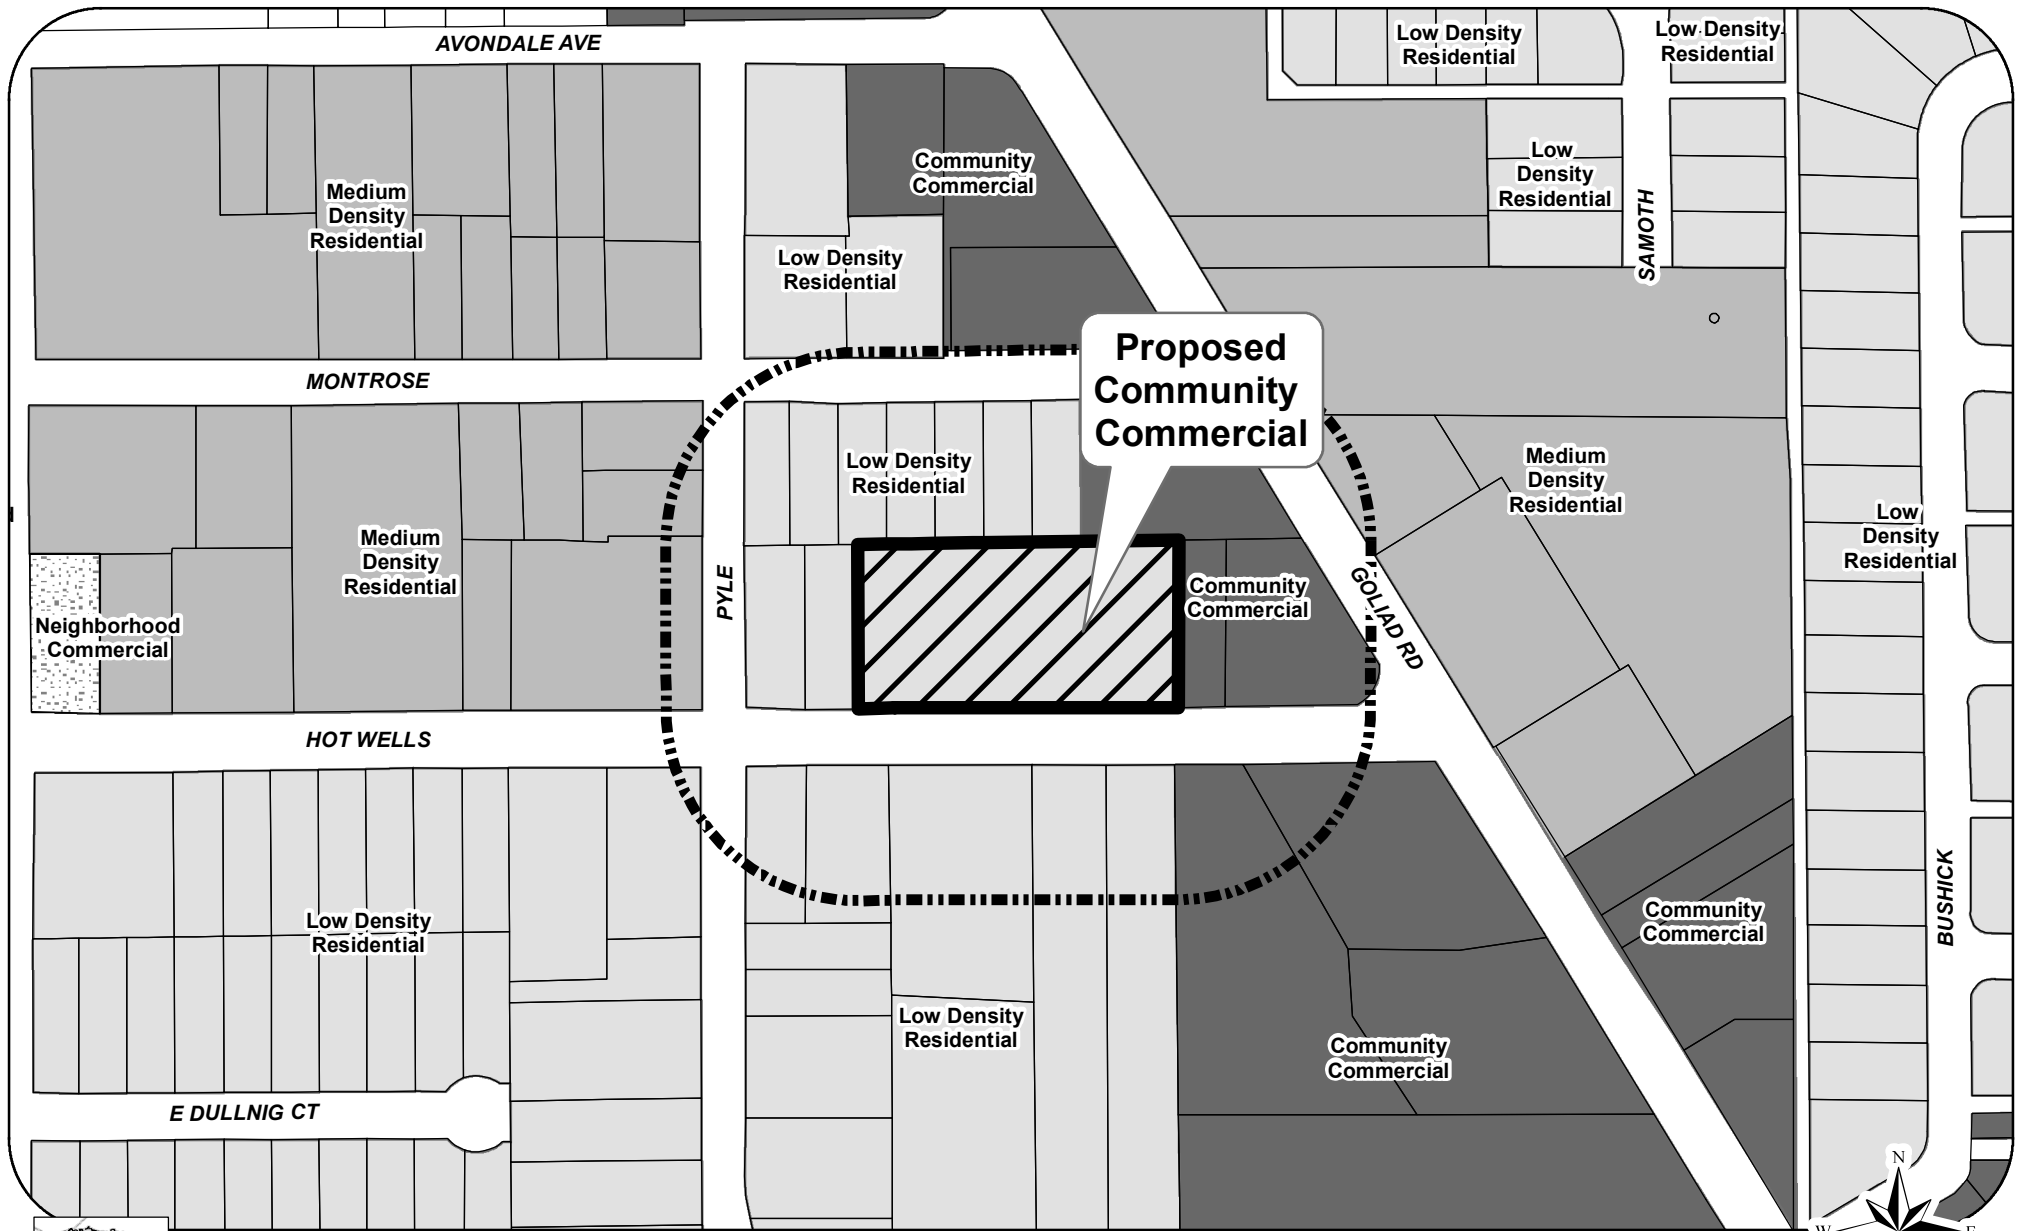 AVONDALE AVE
Low Density
Residential
Low Density
Residential
Medium
Density
Residential
Community
Commercial
Low
Density
Residential
SAMOTH
Low Density
Residential
Proposed
Community
Commercial
MONTROSE
Low Density
Residential
Medium
Density
Residential
Medium
Density
Residential
Low
Density
Residential
Neighborhood
Commercial
PYLE
Community
Commercial
GOLIAD RD
HOT WELLS
Low Density
Residential
Community
Commercial
BUSHICK
Low Density
Residential
Community
Commercial
E DULLNIG CT
N
W
E